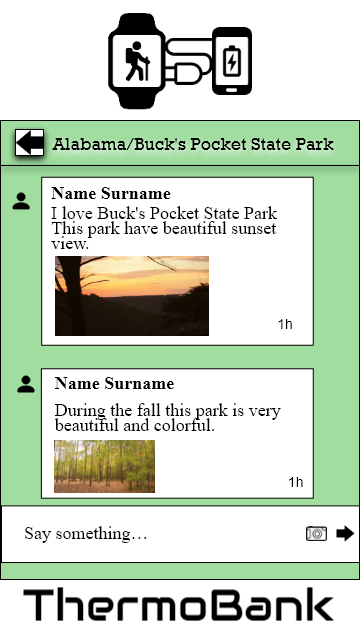 Alabama/Buck's Pocket State Park
Name Surname
I love Buck's Pocket State Park
This park have beautiful sunset
view.
1h
Name Surname
During the fall this park is very
beautiful and colorful.
1h
Say something…
ThermoBank